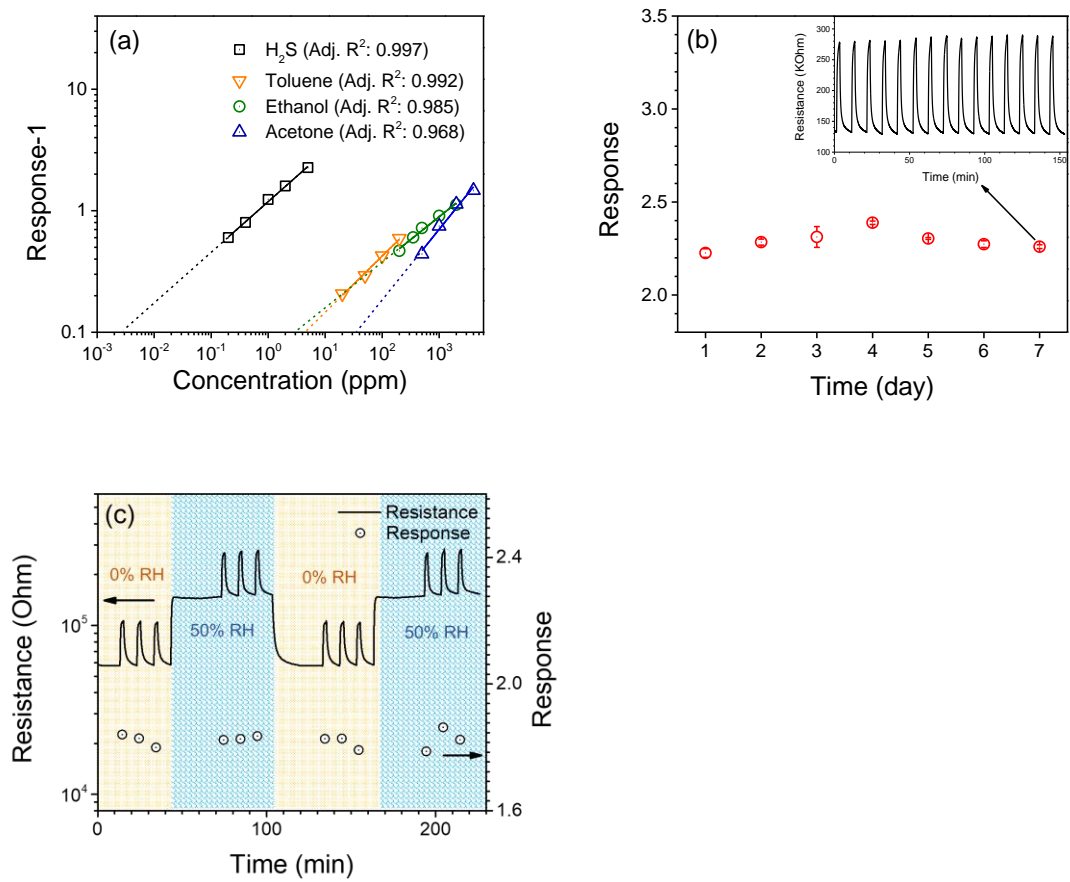 (a)
H₂S (Adj. R²: 0.997)
Toluene (Adj. R²: 0.992)
Ethanol (Adj. R²: 0.985)
Acetone (Adj. R²: 0.968)
10
1
0.1
Response-1
10⁻³ 10⁻² 10⁻¹ 10⁰ 10¹ 10² 10³
Concentration (ppm)
(b)
3.5
3.0
2.5
2.0
Response
300
250
200
150
100
Resistance (KOhm)
0 50 100 150
Time (min)
1 2 3 4 5 6 7
Time (day)
(c)
Resistance
Response
0% RH
50% RH
0% RH
50% RH
10⁵
10⁴
Resistance (Ohm)
2.4
2.0
1.6
Response
0 100 200
Time (min)